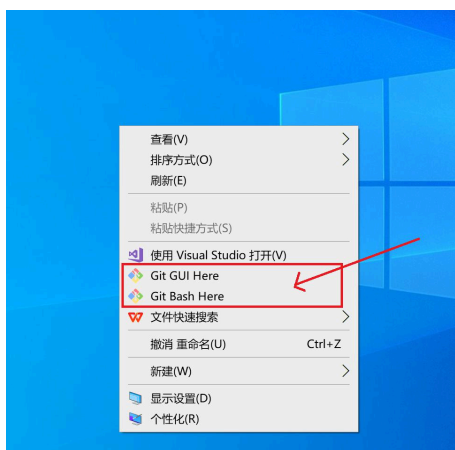 查看(V)
排序方式(O)
刷新(E)
粘贴(P)
粘贴快捷方式(S)
使用 Visual Studio 打开(V)
Git GUI Here
Git Bash Here
文件快速搜索
撤消 重命名(U) Ctrl+Z
新建(W)
显示设置(D)
个性化(R)